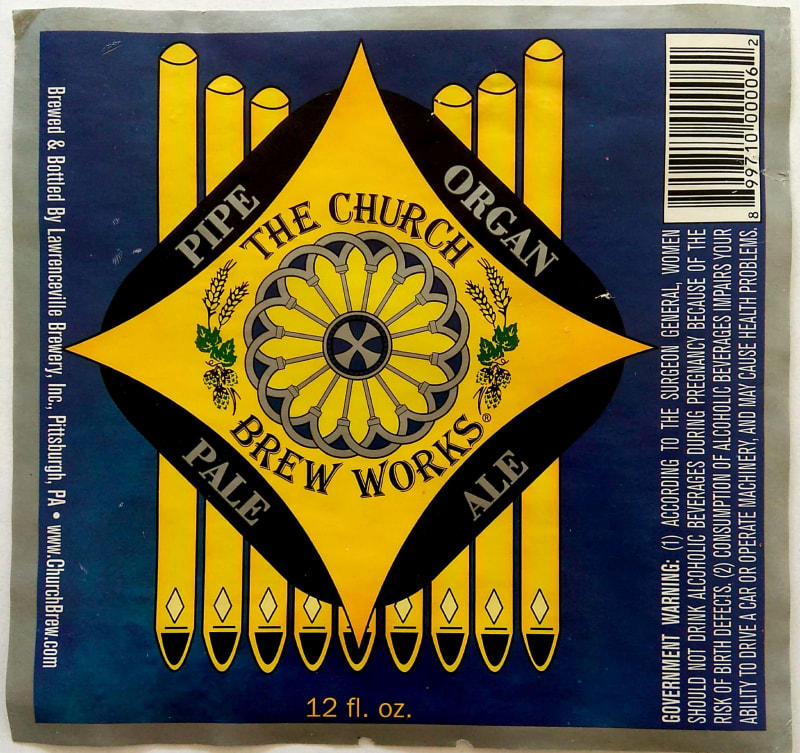 Brewed & Bottled By Lawrenceville Brewery, Inc., Pittsburgh, PA • www.ChurchBrew.com
PIPE
ORGAN
THE CHURCH
BREW WORKS®
PALE
ALE
12 fl. oz.
8 99710 00006 2
GOVERNMENT WARNING: (1) ACCORDING TO THE SURGEON GENERAL, WOMEN
SHOULD NOT DRINK ALCOHOLIC BEVERAGES DURING PREGNANCY BECAUSE OF THE
RISK OF BIRTH DEFECTS. (2) CONSUMPTION OF ALCOHOLIC BEVERAGES IMPAIRS YOUR
ABILITY TO DRIVE A CAR OR OPERATE MACHINERY, AND MAY CAUSE HEALTH PROBLEMS.